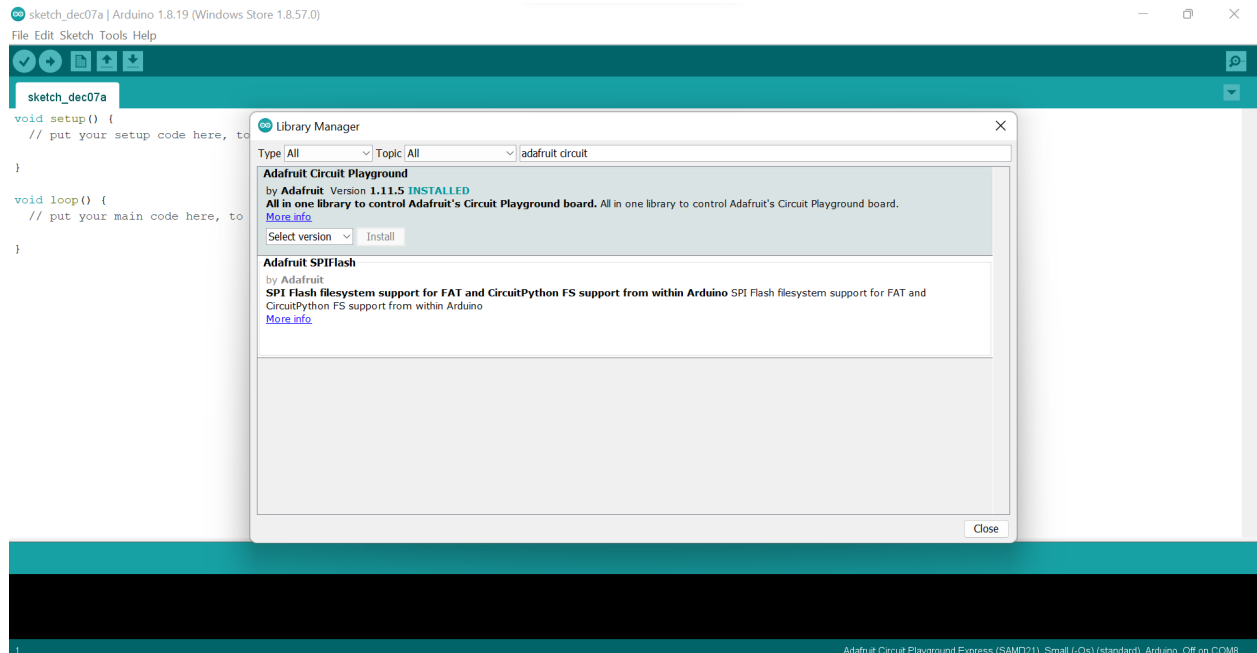 sketch_dec07a | Arduino 1.8.19 (Windows Store 1.8.57.0)
File Edit Sketch Tools Help
sketch_dec07a
void setup() {
// put your setup code here, to
}
void loop() {
// put your main code here, to
}
Library Manager
Type All Topic All adafruit circuit
Adafruit Circuit Playground
by Adafruit Version 1.11.5 INSTALLED
All in one library to control Adafruit's Circuit Playground board. All in one library to control Adafruit's Circuit Playground board.
More info
Select version Install
Adafruit SPIFlash
by Adafruit
SPI Flash filesystem support for FAT and CircuitPython FS support from within Arduino SPI Flash filesystem support for FAT and
CircuitPython FS support from within Arduino
More info
Close
1 Adafruit Circuit Playground Express (SAMD21), Small (-Os) (standard), Arduino, Off on COM8